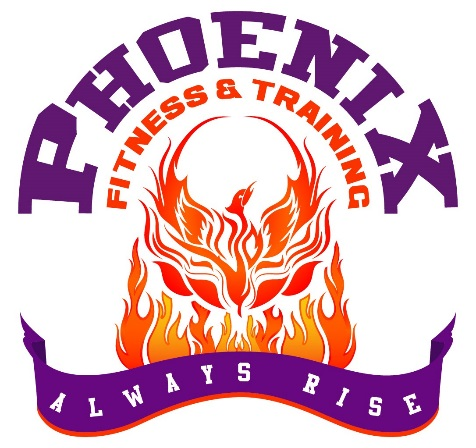 PHOENIX
FITNESS & TRAINING
ALWAYS RISE